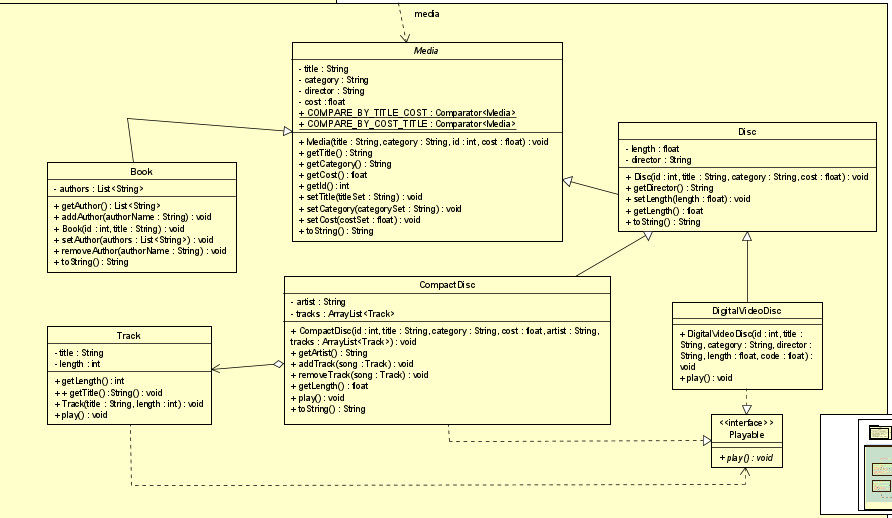 media
Media
- title : String
- category : String
- director : String
- cost : float
+ COMPARE_BY_TITLE_COST : Comparator<Media>
+ COMPARE_BY_COST_TITLE : Comparator<Media>
+ Media(title : String, category : String, id : int, cost : float) : void
+ getTitle() : String
+ getCategory() : String
+ getCost() : float
+ getId() : int
+ setTitle(titleSet : String) : void
+ setCategory(categorySet : String) : void
+ setCost(costSet : float) : void
+ toString() : String
Disc
- length : float
- director : String
+ Disc(id : int, title : String, category : String, cost : float) : void
+ getDirector() : String
+ setLength(length : float) : void
+ getLength() : float
+ toString() : String
Book
- authors : List<String>
+ getAuthor() : List<String>
+ addAuthor(authorName : String) : void
+ Book(id : int, title : String) : void
+ setAuthor(authors : List<String>) : void
+ removeAuthor(authorName : String) : void
+ toString() : String
CompactDisc
- artist : String
- tracks : ArrayList<Track>
+ CompactDisc(id : int, title : String, category : String, cost : float, artist : String,
tracks : ArrayList<Track>) : void
+ getArtist() : String
+ addTrack(song : Track) : void
+ removeTrack(song : Track) : void
+ getLength() : float
+ play() : void
+ toString() : String
DigitalVideoDisc
+ DigitalVideoDisc(id : int, title :
String, category : String, director :
String, length : float, code : float) :
void
+ play() : void
Track
- title : String
- length : int
+ getLength() : int
+ + getTitle() :String() : void
+ Track(title : String, length : int) : void
+ play() : void
<<interface>>
Playable
+ play() : void